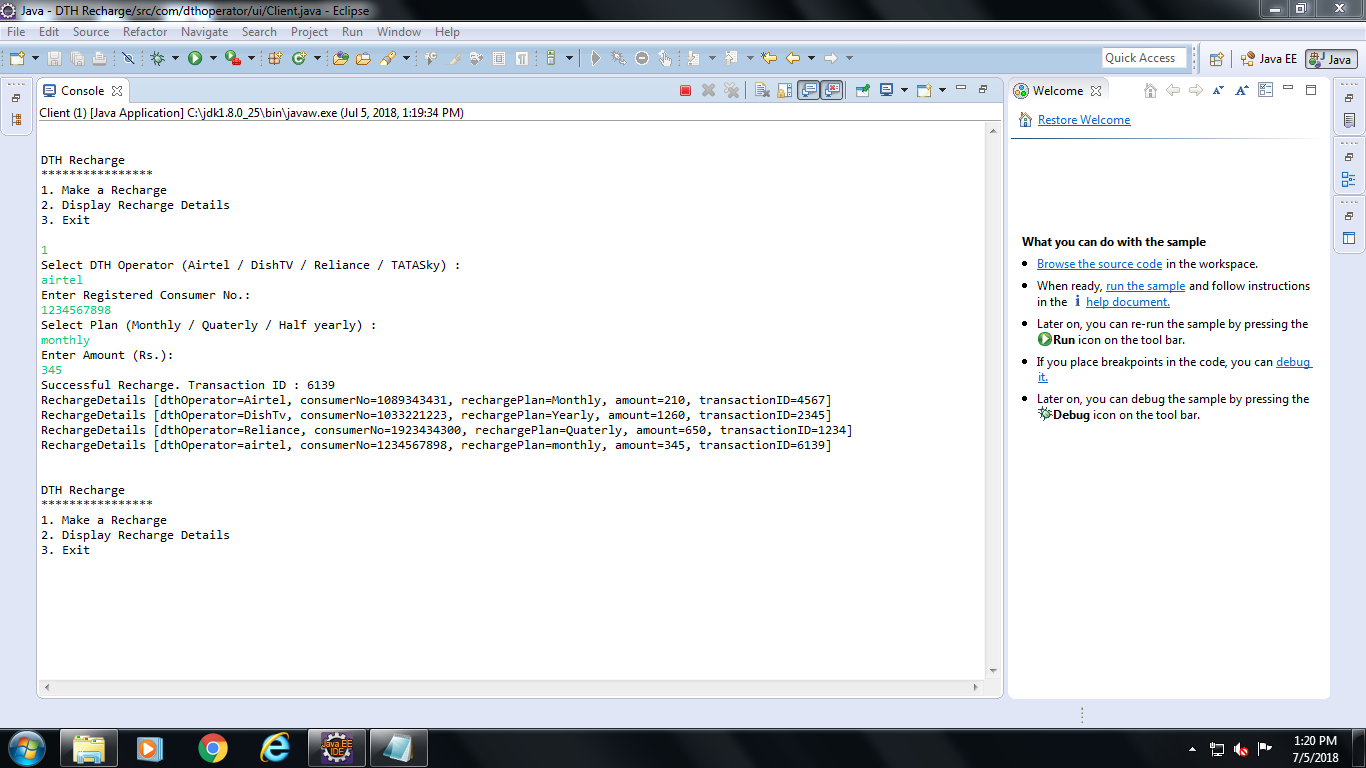 Java - DTH Recharge/src/com/dthoperator/ui/Client.java - Eclipse
File Edit Source Refactor Navigate Search Project Run Window Help
Quick Access
Java EE
Java
Console
Client (1) [Java Application] C:\jdk1.8.0_25\bin\javaw.exe (Jul 5, 2018, 1:19:34 PM)
DTH Recharge
****************
1. Make a Recharge
2. Display Recharge Details
3. Exit
1
Select DTH Operator (Airtel / DishTV / Reliance / TATASky) :
airtel
Enter Registered Consumer No.:
1234567898
Select Plan (Monthly / Quaterly / Half yearly) :
monthly
Enter Amount (Rs.):
345
Successful Recharge. Transaction ID : 6139
RechargeDetails [dthOperator=Airtel, consumerNo=1089343431, rechargePlan=Monthly, amount=210, transactionID=4567]
RechargeDetails [dthOperator=DishTv, consumerNo=1033221223, rechargePlan=Yearly, amount=1260, transactionID=2345]
RechargeDetails [dthOperator=Reliance, consumerNo=1923434300, rechargePlan=Quaterly, amount=650, transactionID=1234]
RechargeDetails [dthOperator=airtel, consumerNo=1234567898, rechargePlan=monthly, amount=345, transactionID=6139]
DTH Recharge
****************
1. Make a Recharge
2. Display Recharge Details
3. Exit
Welcome
Restore Welcome
What you can do with the sample
Browse the source code in the workspace.
When ready, run the sample and follow instructions
in the help document.
Later on, you can re-run the sample by pressing the
Run icon on the tool bar.
If you place breakpoints in the code, you can debug
it.
Later on, you can debug the sample by pressing the
Debug icon on the tool bar.
Java EE
IDE
1:20 PM
7/5/2018